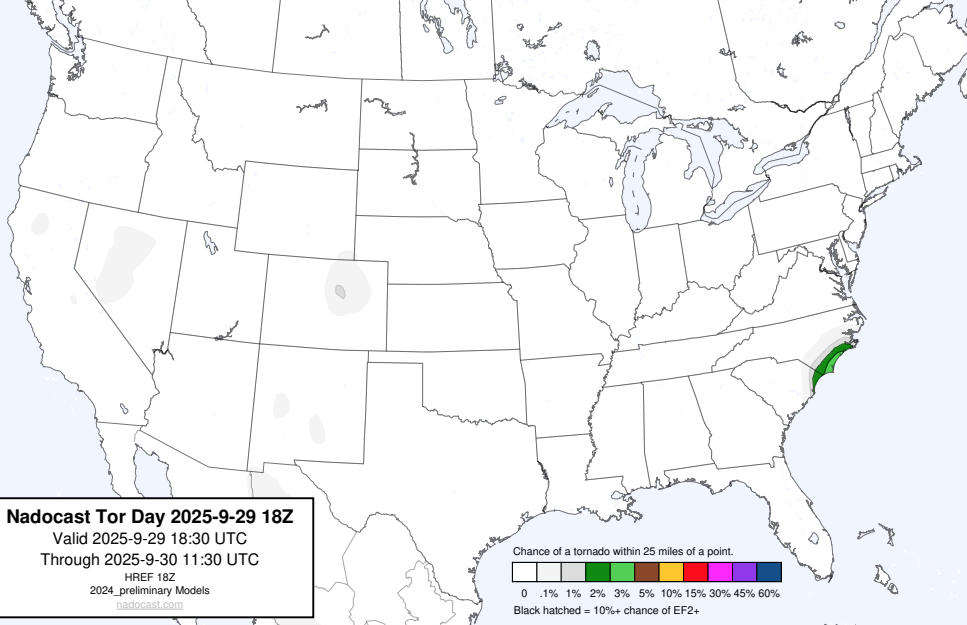 Nadocast Tor Day 2025-9-29 18Z
Valid 2025-9-29 18:30 UTC
Through 2025-9-30 11:30 UTC
HREF 18Z
2024_preliminary Models
nadocast.com
Chance of a tornado within 25 miles of a point.
0 .1% 1% 2% 3% 5% 10% 15% 30% 45% 60%
Black hatched = 10%+ chance of EF2+